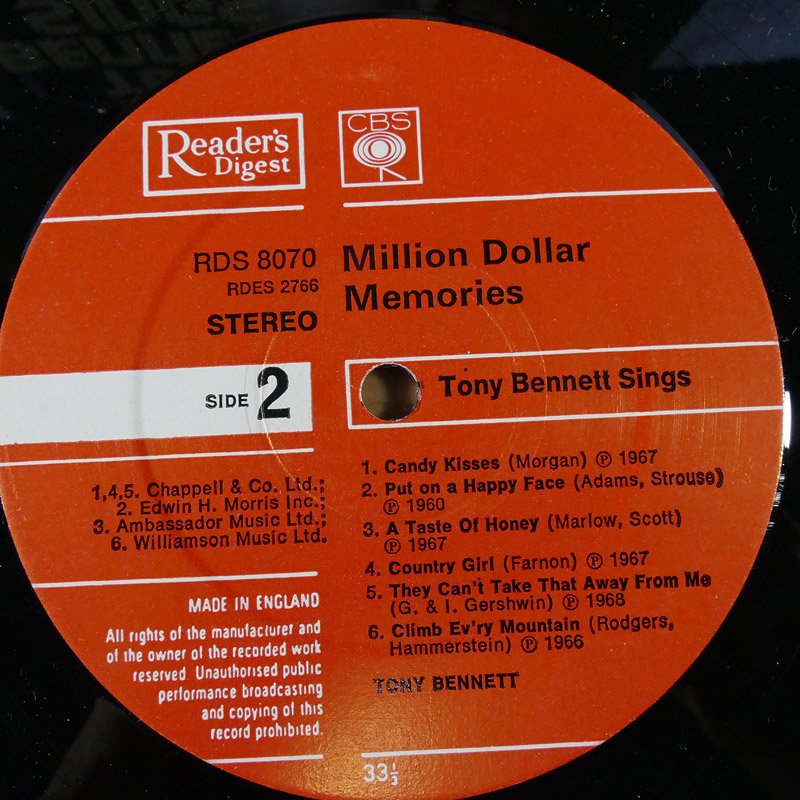 Reader's
Digest
CBS
RDS 8070
RDES 2766
STEREO
Million Dollar
Memories
SIDE 2
Tony Bennett Sings
1. Candy Kisses (Morgan) Ⓟ 1967
2. Put on a Happy Face (Adams, Strouse)
Ⓟ 1960
3. A Taste Of Honey (Marlow, Scott)
Ⓟ 1967
4. Country Girl (Farnon) Ⓟ 1967
5. They Can't Take That Away From Me
(G. & I. Gershwin) Ⓟ 1968
6. Climb Ev'ry Mountain (Rodgers,
Hammerstein) Ⓟ 1966
TONY BENNETT
1,4,5. Chappell & Co. Ltd.;
2. Edwin H. Morris Inc.;
3. Ambassador Music Ltd.;
6. Williamson Music Ltd.
MADE IN ENGLAND
All rights of the manufacturer and
of the owner of the recorded work
reserved. Unauthorised public
performance broadcasting
and copying of this
record prohibited.
33⅓